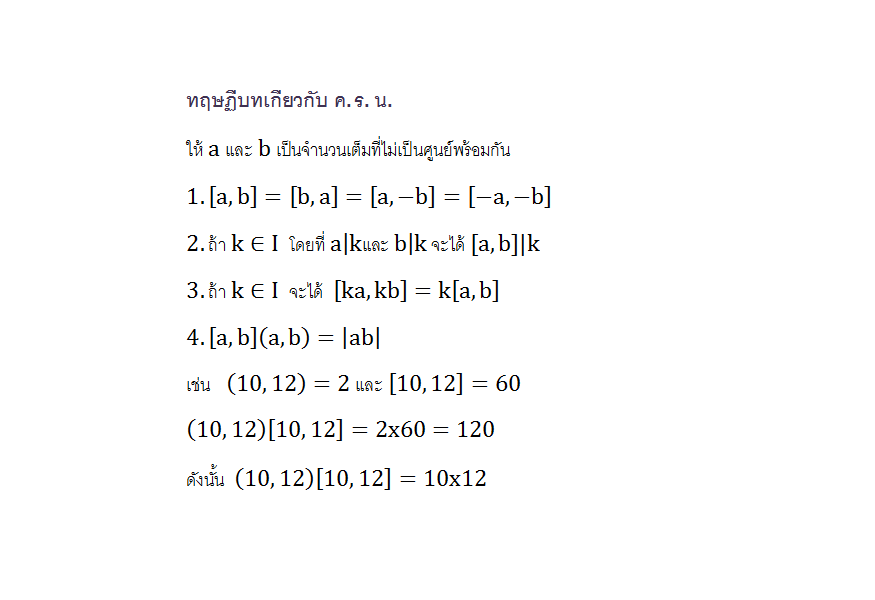 ทฤษฎีบทเกี่ยวกับ ค.ร.น.
ให้ a และ b เป็นจำนวนเต็มที่ไม่เป็นศูนย์พร้อมกัน
1.[a,b] = [b,a] = [a,−b] = [−a,−b]
2.ถ้า k ∈ I โดยที่ a|kและ b|k จะได้ [a,b]|k
3.ถ้า k ∈ I จะได้ [ka,kb] = k[a,b]
4.[a,b](a,b) = |ab|
เช่น (10,12) = 2 และ [10,12] = 60
(10,12)[10,12] = 2x60 = 120
ดังนั้น (10,12)[10,12] = 10x12